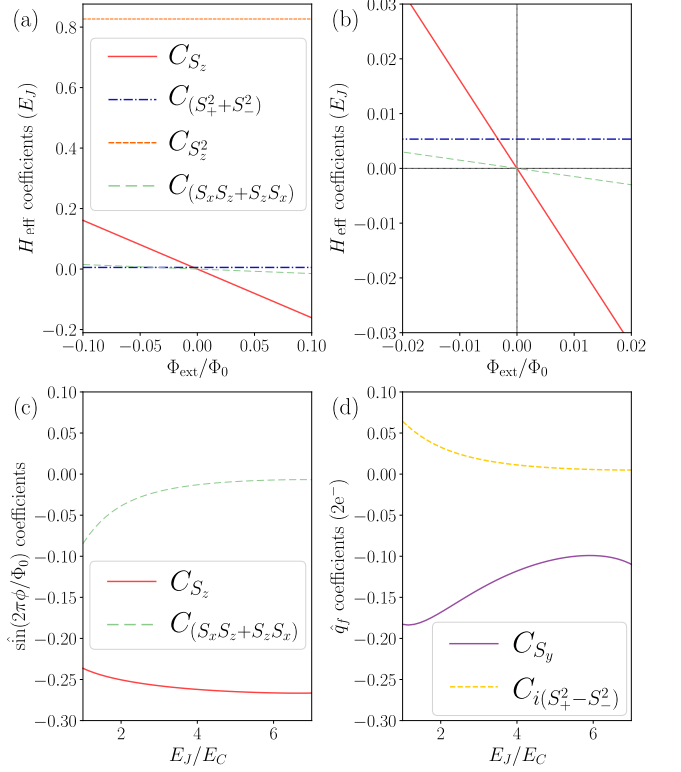 (a)
H_eff coefficients (E_J)
0.8
0.6
0.4
0.2
0.0
−0.2
C_{S_z}
C_{(S_+^2+S_-^2)}
C_{S_z^2}
C_{(S_xS_z+S_zS_x)}
−0.10 −0.05 0.00 0.05 0.10
Φ_ext/Φ_0
(b)
H_eff coefficients (E_J)
0.03
0.02
0.01
0.00
−0.01
−0.02
−0.03
−0.02 −0.01 0.00 0.01 0.02
Φ_ext/Φ_0
(c)
sîn(2πϕ/Φ_0) coefficients
0.10
0.05
0.00
−0.05
−0.10
−0.15
−0.20
−0.25
−0.30
C_{S_z}
C_{(S_xS_z+S_zS_x)}
2 4 6
E_J/E_C
(d)
q̂_f coefficients (2e⁻)
0.10
0.05
0.00
−0.05
−0.10
−0.15
−0.20
−0.25
−0.30
C_{S_y}
C_{i(S_+^2−S_-^2)}
2 4 6
E_J/E_C